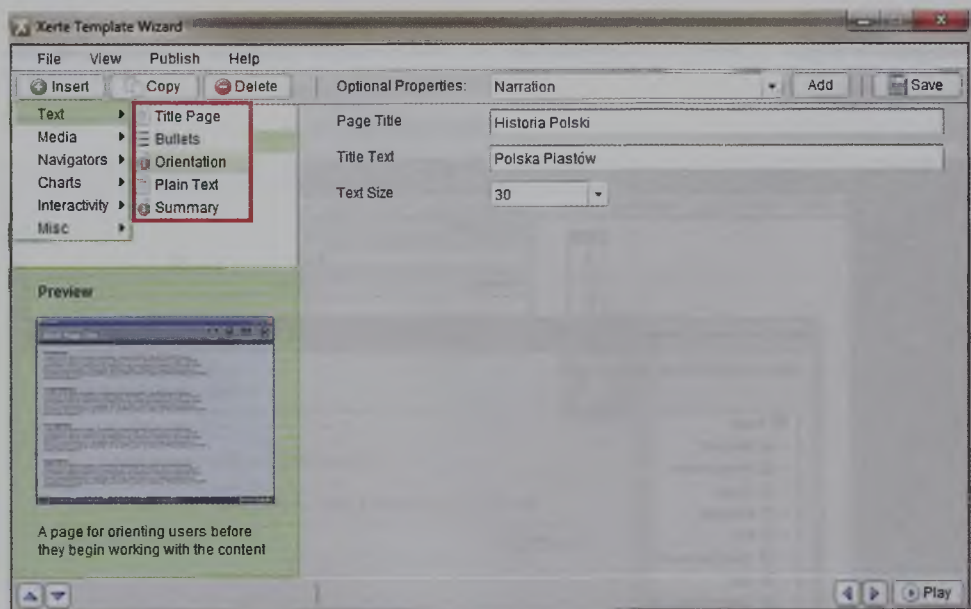 Xerte Template Wizard
File View Publish Help
Insert Copy Delete Optional Properties: Narration Add Save
Text
Media
Navigators
Charts
Interactivity
Misc
Title Page
Bullets
Orientation
Plain Text
Summary
Page Title Historia Polski
Title Text Polska Piastów
Text Size 30
Preview
A page for orienting users before
they begin working with the content
Play